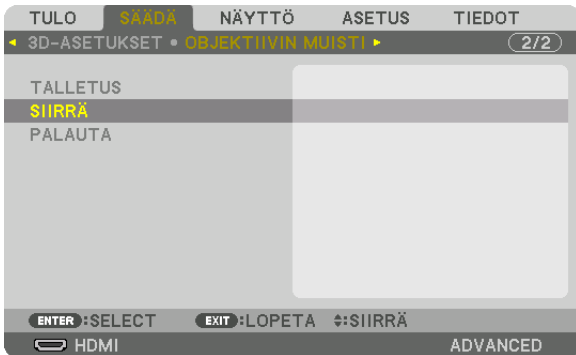 TULO SÄÄDÄ NÄYTTÖ ASETUS TIEDOT
3D-ASETUKSET • OBJEKTIIVIN MUISTI 2/2
TALLETUS
SIIRRÄ
PALAUTA
ENTER :SELECT EXIT :LOPETA :SIIRRÄ
HDMI ADVANCED